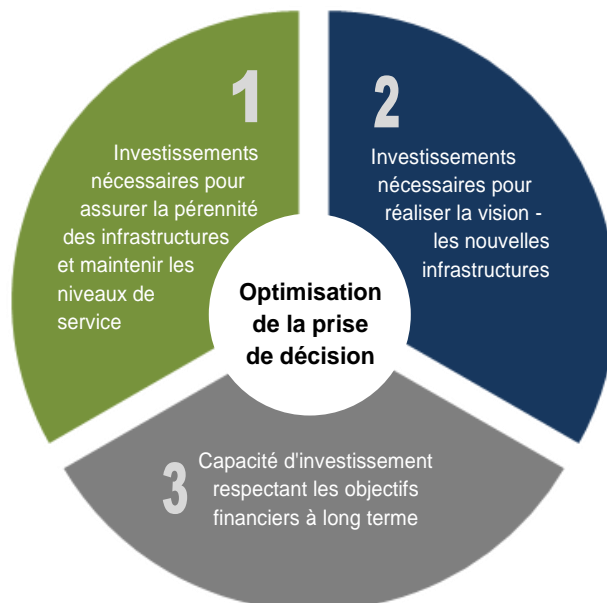 1
Investissements
nécessaires pour
assurer la pérennité
des infrastructures
et maintenir les
niveaux de
service
2
Investissements
nécessaires pour
réaliser la vision -
les nouvelles
infrastructures
Optimisation
de la prise
de décision
3
Capacité d'investissement
respectant les objectifs
financiers à long terme